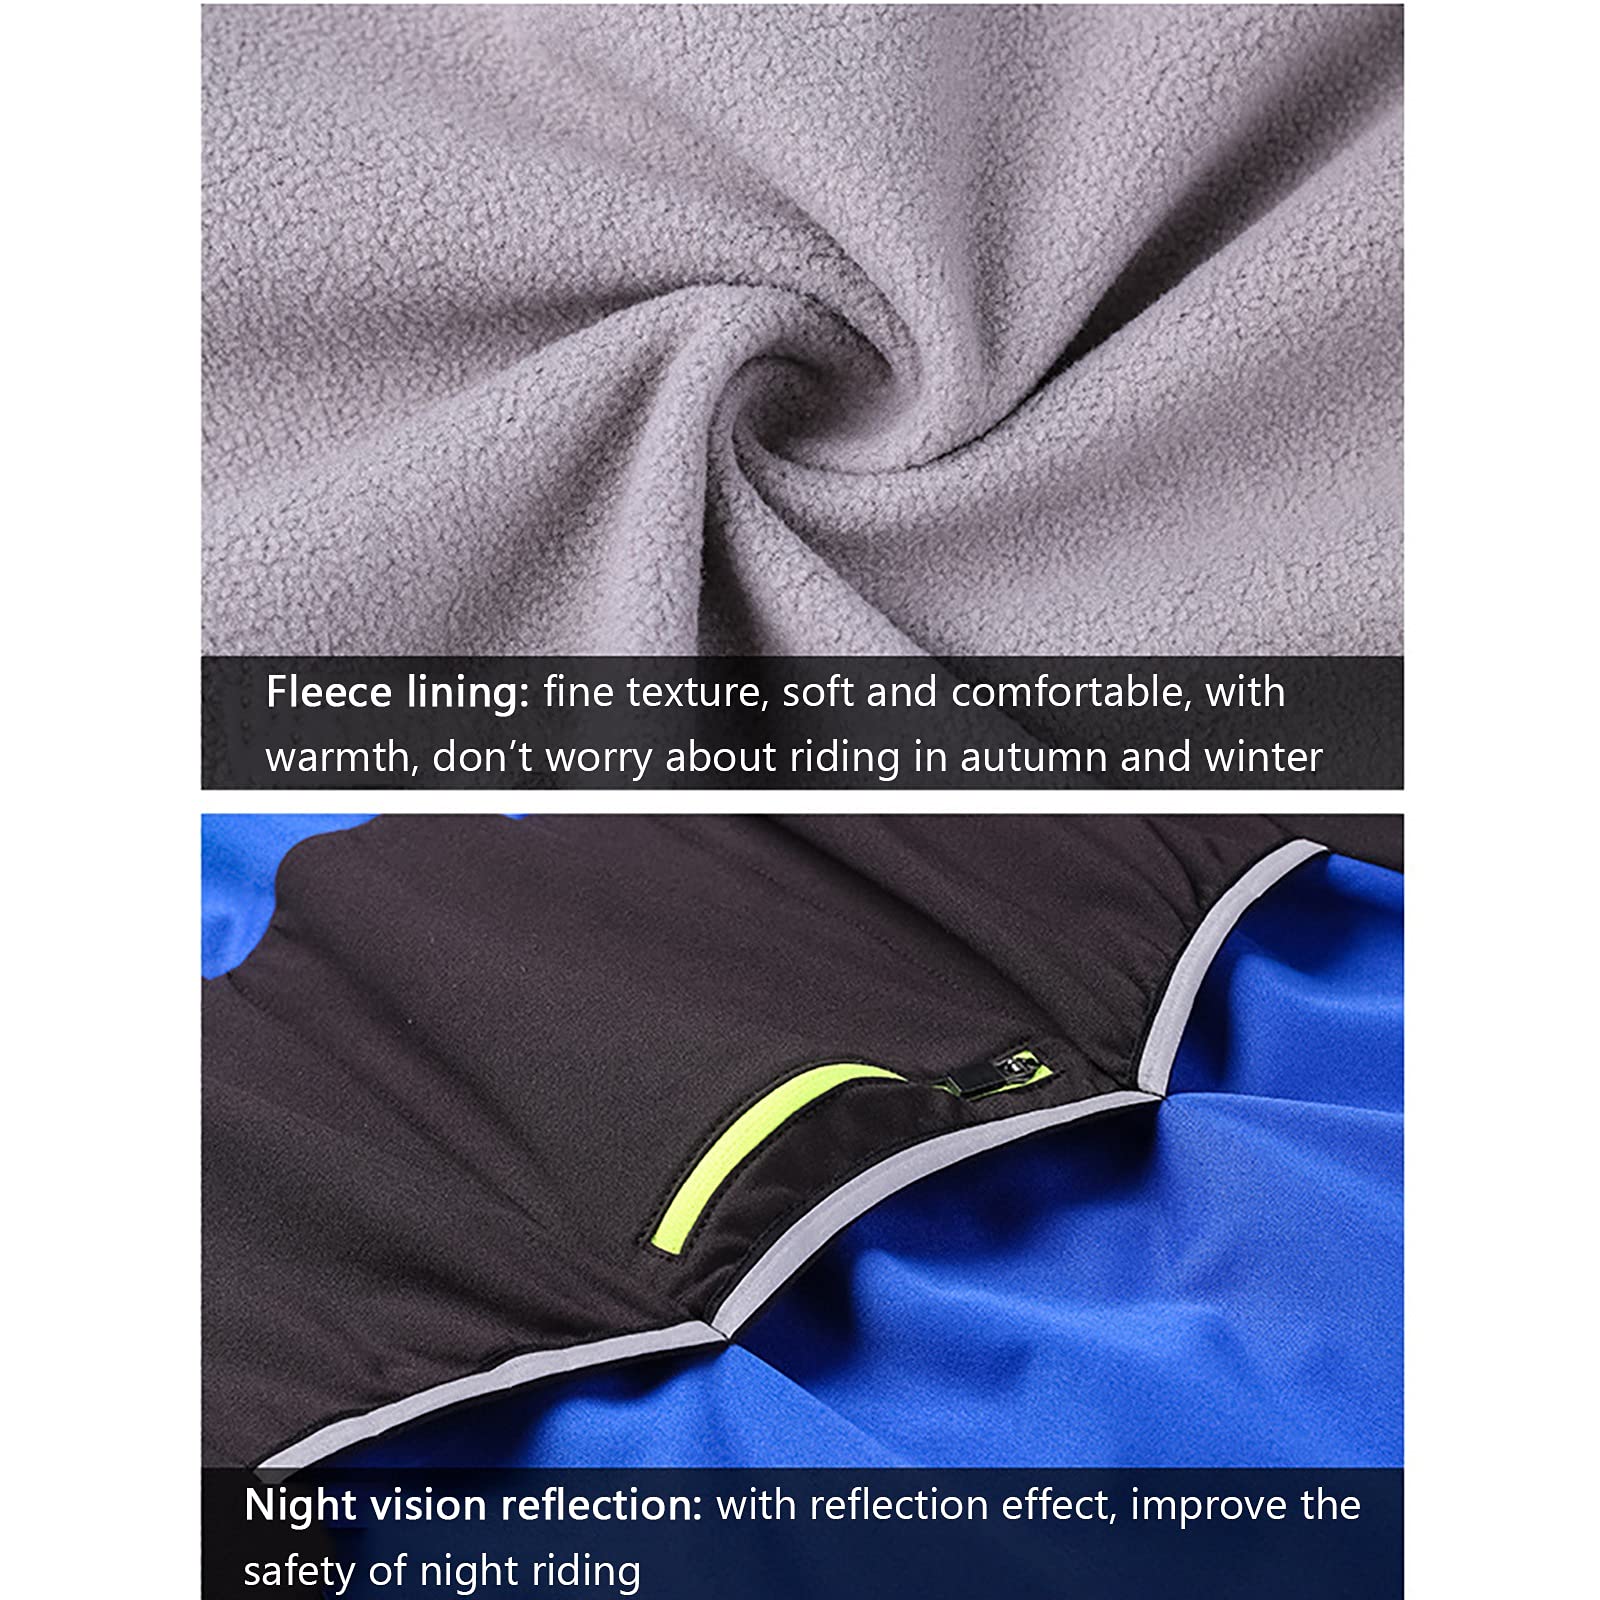 Fleece lining: fine texture, soft and comfortable, with
warmth, don’t worry about riding in autumn and winter
Night vision reflection: with reflection effect, improve the
safety of night riding